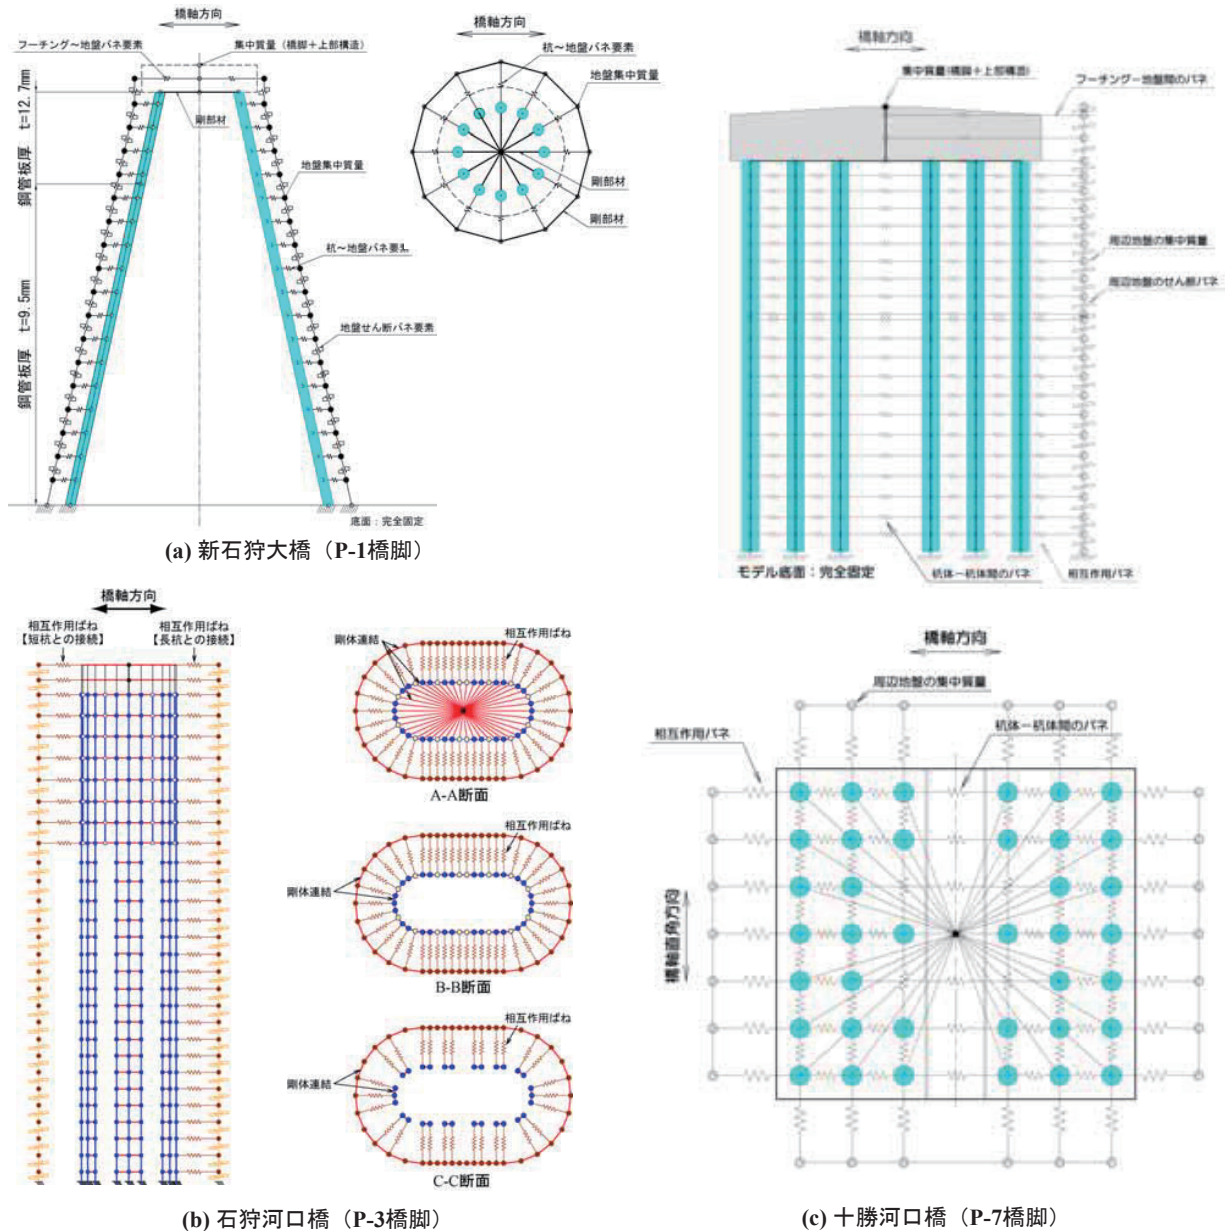 橋軸方向
フーチング～地盤バネ要素
集中質量（橋脚＋上部構造）
剛部材
地盤集中質量
杭～地盤バネ要素
地盤せん断バネ要素
鋼管板厚 t=12.7mm
鋼管板厚 t=9.5mm
底面：完全固定
橋軸方向
杭～地盤バネ要素
地盤集中質量
剛部材
剛部材
(a) 新石狩大橋（P-1橋脚）
橋軸方向
集中質量(橋脚＋上部構造)
フーチングー地盤間のバネ
周辺地盤の集中質量
周辺地盤のせん断バネ
モデル底面：完全固定
杭体ー杭体間のバネ
相互作用バネ
橋軸方向
相互作用ばね
【短杭との接続】
相互作用ばね
【長杭との接続】
剛体連結
相互作用ばね
A-A断面
相互作用ばね
剛体連結
B-B断面
相互作用ばね
剛体連結
C-C断面
(b) 石狩河口橋（P-3橋脚）
橋軸方向
周辺地盤の集中質量
相互作用バネ
杭体ー杭体間のバネ
橋軸直角方向
(c) 十勝河口橋（P-7橋脚）